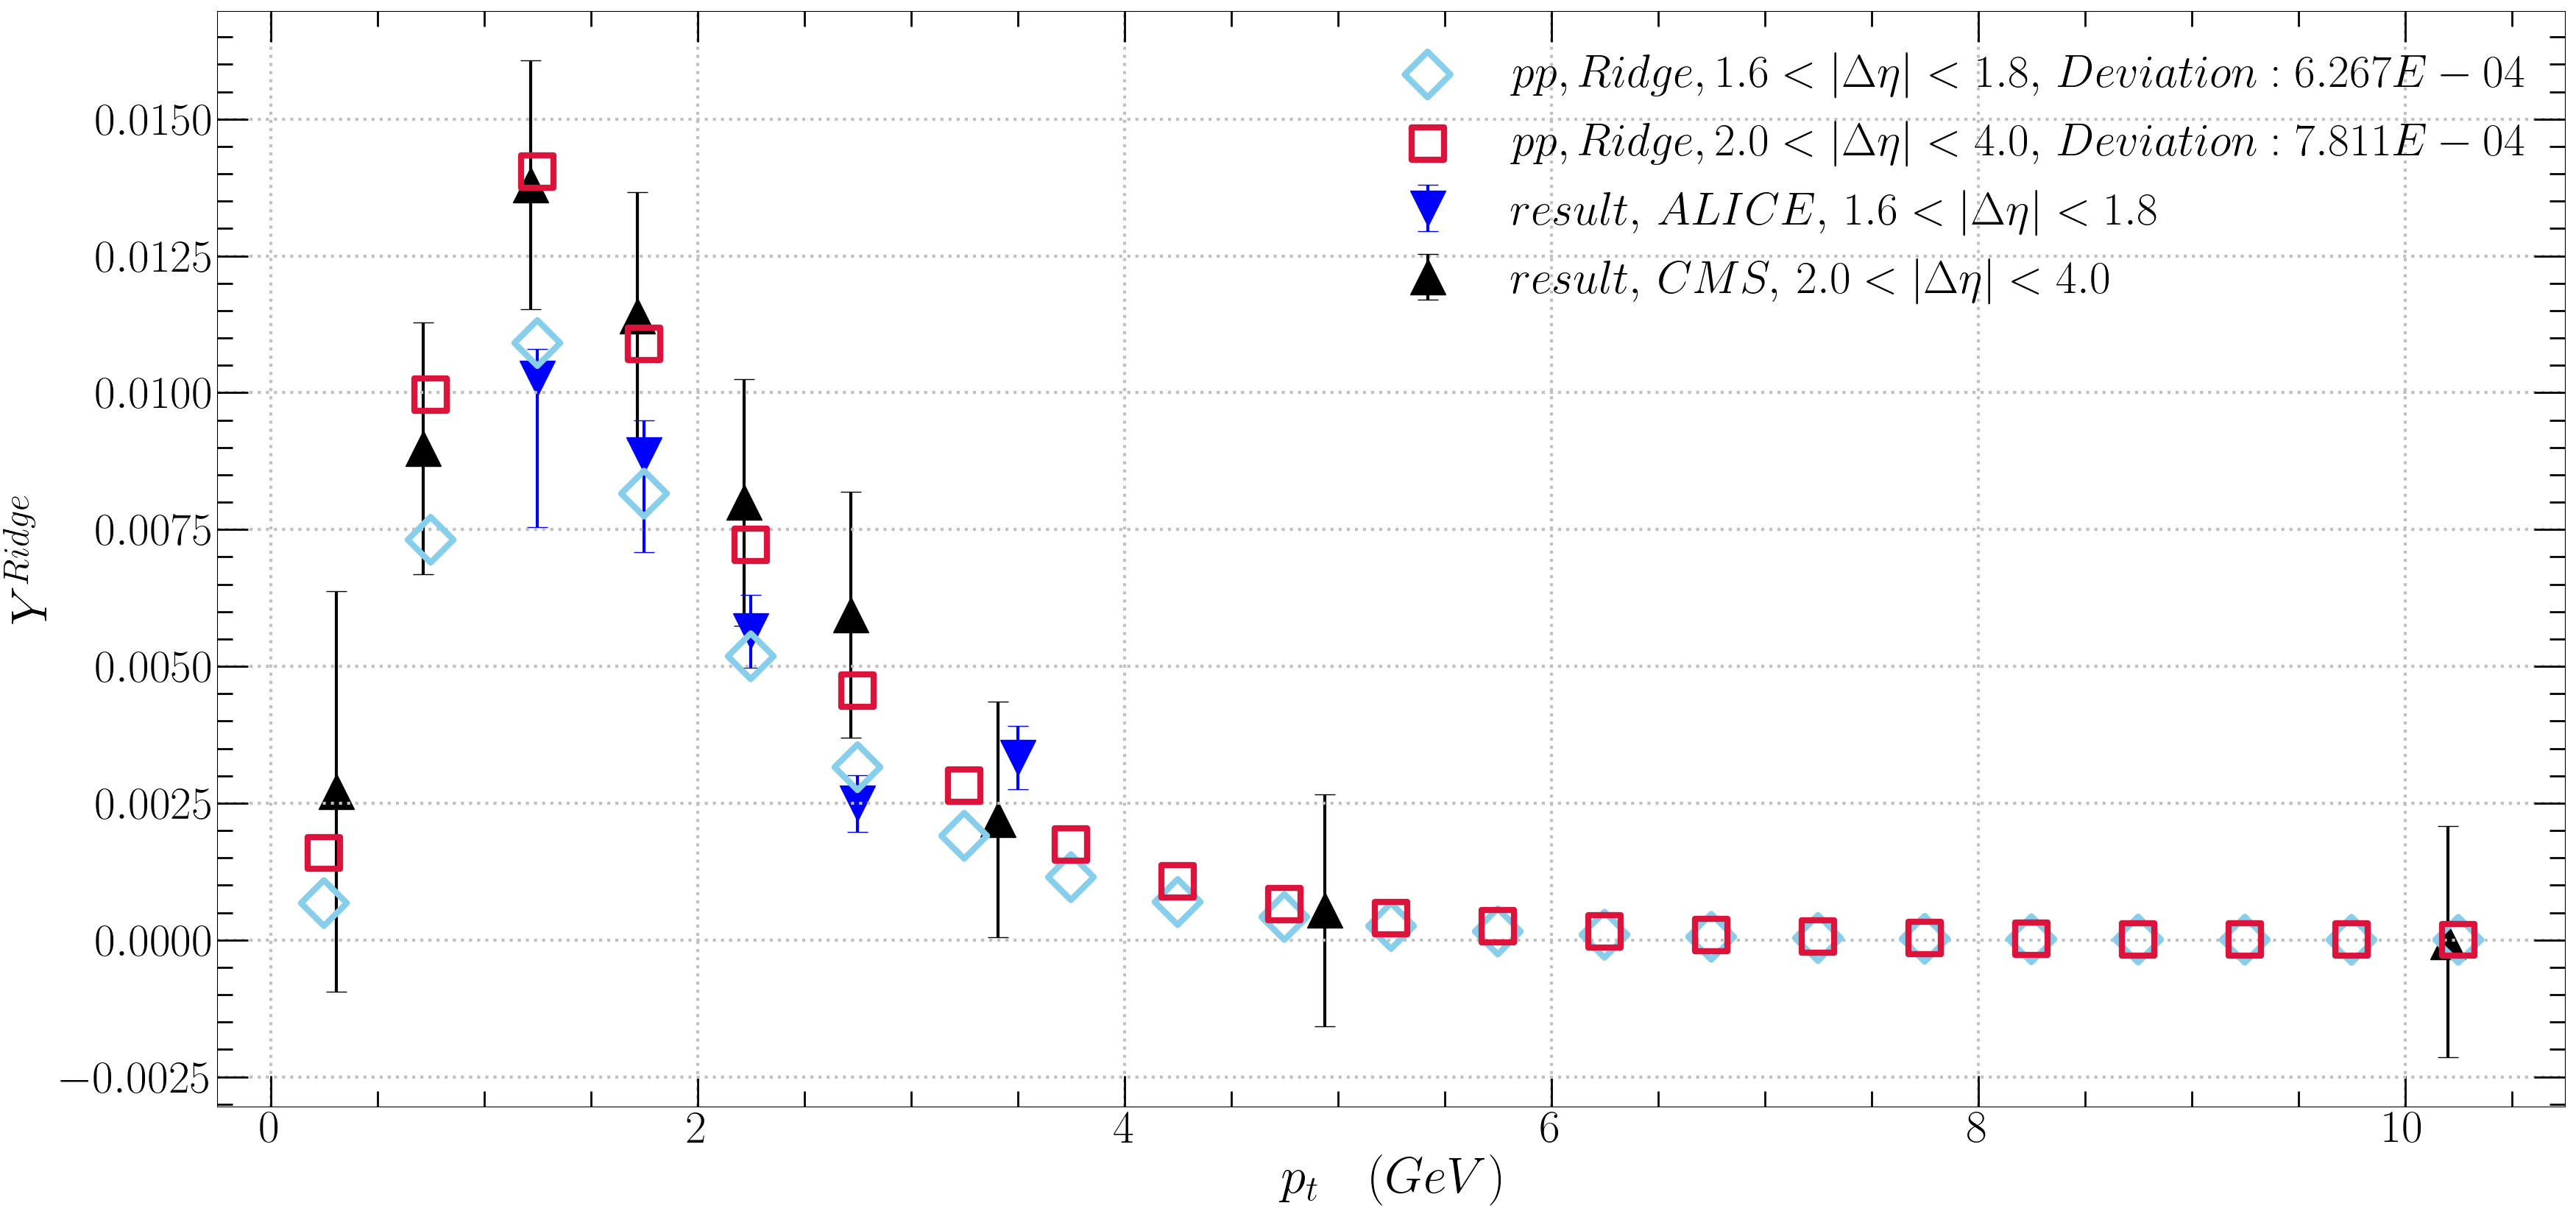 pp, Ridge, 1.6 < |Δη| < 1.8, Deviation : 6.267E − 04
pp, Ridge, 2.0 < |Δη| < 4.0, Deviation : 7.811E − 04
result, ALICE, 1.6 < |Δη| < 1.8
result, CMS, 2.0 < |Δη| < 4.0
0.0150
0.0125
0.0100
0.0075
0.0050
0.0025
0.0000
−0.0025
Y^{Ridge}
0 2 4 6 8 10
p_t (GeV)